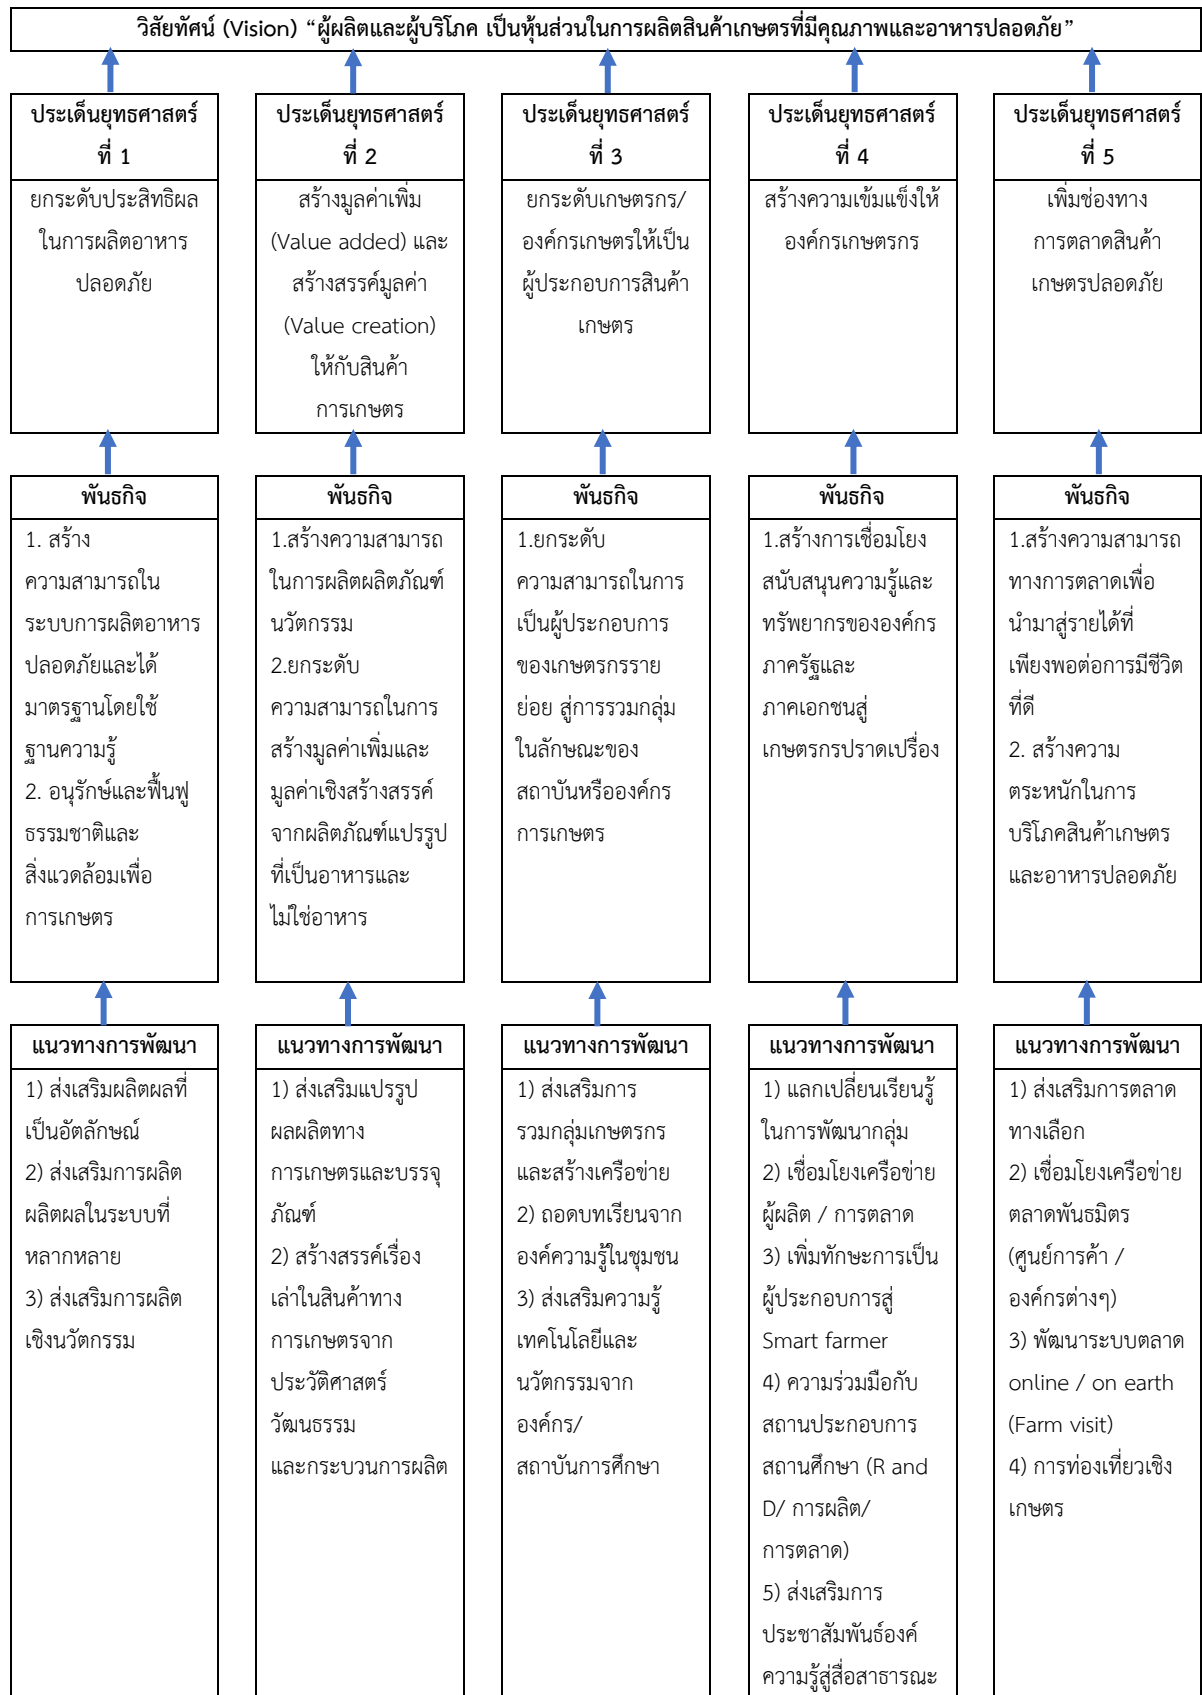 วิสัยทัศน์ (Vision) “ผู้ผลิตและผู้บริโภค เป็นหุ้นส่วนในการผลิตสินค้าเกษตรที่มีคุณภาพและอาหารปลอดภัย”
ประเด็นยุทธศาสตร์
ที่ 1
ยกระดับประสิทธิผล
ในการผลิตอาหาร
ปลอดภัย
ประเด็นยุทธศาสตร์
ที่ 2
สร้างมูลค่าเพิ่ม
(Value added) และ
สร้างสรรค์มูลค่า
(Value creation)
ให้กับสินค้า
การเกษตร
ประเด็นยุทธศาสตร์
ที่ 3
ยกระดับเกษตรกร/
องค์กรเกษตรให้เป็น
ผู้ประกอบการสินค้า
เกษตร
ประเด็นยุทธศาสตร์
ที่ 4
สร้างความเข้มแข็งให้
องค์กรเกษตรกร
ประเด็นยุทธศาสตร์
ที่ 5
เพิ่มช่องทาง
การตลาดสินค้า
เกษตรปลอดภัย
พันธกิจ
1. สร้าง
ความสามารถใน
ระบบการผลิตอาหาร
ปลอดภัยและได้
มาตรฐานโดยใช้
ฐานความรู้
2. อนุรักษ์และฟื้นฟู
ธรรมชาติและ
สิ่งแวดล้อมเพื่อ
การเกษตร
พันธกิจ
1.สร้างความสามารถ
ในการผลิตผลิตภัณฑ์
นวัตกรรม
2.ยกระดับ
ความสามารถในการ
สร้างมูลค่าเพิ่มและ
มูลค่าเชิงสร้างสรรค์
จากผลิตภัณฑ์แปรรูป
ที่เป็นอาหารและ
ไม่ใช่อาหาร
พันธกิจ
1.ยกระดับ
ความสามารถในการ
เป็นผู้ประกอบการ
ของเกษตรกรราย
ย่อย สู่การรวมกลุ่ม
ในลักษณะของ
สถาบันหรือองค์กร
การเกษตร
พันธกิจ
1.สร้างการเชื่อมโยง
สนับสนุนความรู้และ
ทรัพยากรขององค์กร
ภาครัฐและ
ภาคเอกชนสู่
เกษตรกรปราดเปรื่อง
พันธกิจ
1.สร้างความสามารถ
ทางการตลาดเพื่อ
นำมาสู่รายได้ที่
เพียงพอต่อการมีชีวิต
ที่ดี
2. สร้างความ
ตระหนักในการ
บริโภคสินค้าเกษตร
และอาหารปลอดภัย
แนวทางการพัฒนา
1) ส่งเสริมผลิตผลที่
เป็นอัตลักษณ์
2) ส่งเสริมการผลิต
ผลิตผลในระบบที่
หลากหลาย
3) ส่งเสริมการผลิต
เชิงนวัตกรรม
แนวทางการพัฒนา
1) ส่งเสริมแปรรูป
ผลผลิตทาง
การเกษตรและบรรจุ
ภัณฑ์
2) สร้างสรรค์เรื่อง
เล่าในสินค้าทาง
การเกษตรจาก
ประวัติศาสตร์
วัฒนธรรม
และกระบวนการผลิต
แนวทางการพัฒนา
1) ส่งเสริมการ
รวมกลุ่มเกษตรกร
และสร้างเครือข่าย
2) ถอดบทเรียนจาก
องค์ความรู้ในชุมชน
3) ส่งเสริมความรู้
เทคโนโลยีและ
นวัตกรรมจาก
องค์กร/
สถาบันการศึกษา
แนวทางการพัฒนา
1) แลกเปลี่ยนเรียนรู้
ในการพัฒนากลุ่ม
2) เชื่อมโยงเครือข่าย
ผู้ผลิต / การตลาด
3) เพิ่มทักษะการเป็น
ผู้ประกอบการสู่
Smart farmer
4) ความร่วมมือกับ
สถานประกอบการ
สถานศึกษา (R and
D/ การผลิต/
การตลาด)
5) ส่งเสริมการ
ประชาสัมพันธ์องค์
ความรู้สู่สื่อสาธารณะ
แนวทางการพัฒนา
1) ส่งเสริมการตลาด
ทางเลือก
2) เชื่อมโยงเครือข่าย
ตลาดพันธมิตร
(ศูนย์การค้า /
องค์กรต่างๆ)
3) พัฒนาระบบตลาด
online / on earth
(Farm visit)
4) การท่องเที่ยวเชิง
เกษตร